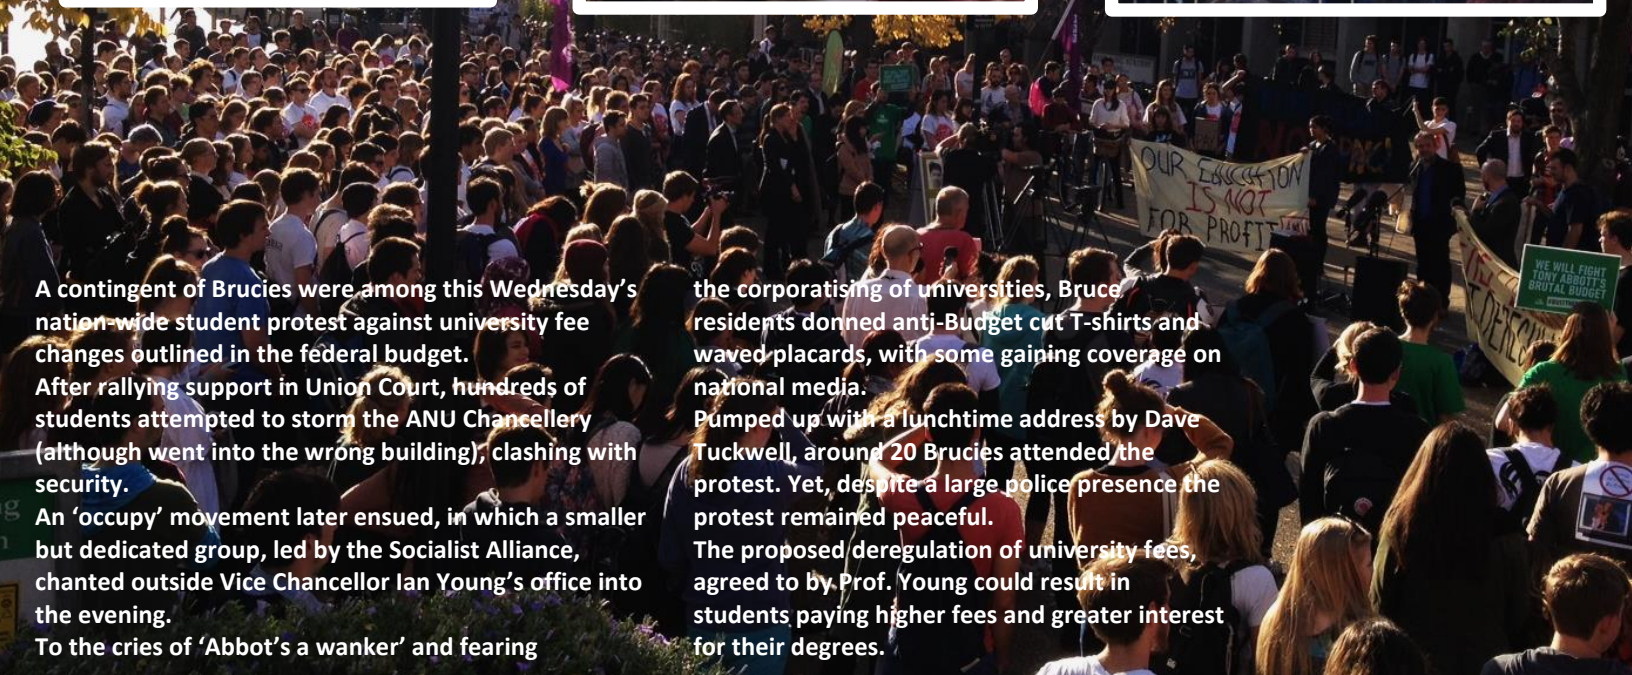 OUR EDUCATION
IS NOT
FOR PROFIT
WE WILL FIGHT
TONY ABBOTT'S
BRUTAL BUDGET
A contingent of Brucies were among this Wednesday's
nation-wide student protest against university fee
changes outlined in the federal budget.
After rallying support in Union Court, hundreds of
students attempted to storm the ANU Chancellery
(although went into the wrong building), clashing with
security.
An ‘occupy’ movement later ensued, in which a smaller
but dedicated group, led by the Socialist Alliance,
chanted outside Vice Chancellor Ian Young’s office into
the evening.
To the cries of ‘Abbot’s a wanker’ and fearing
the corporatising of universities, Bruce
residents donned anti-Budget cut T-shirts and
waved placards, with some gaining coverage on
national media.
Pumped up with a lunchtime address by Dave
Tuckwell, around 20 Brucies attended the
protest. Yet, despite a large police presence the
protest remained peaceful.
The proposed deregulation of university fees,
agreed to by Prof. Young could result in
students paying higher fees and greater interest
for their degrees.